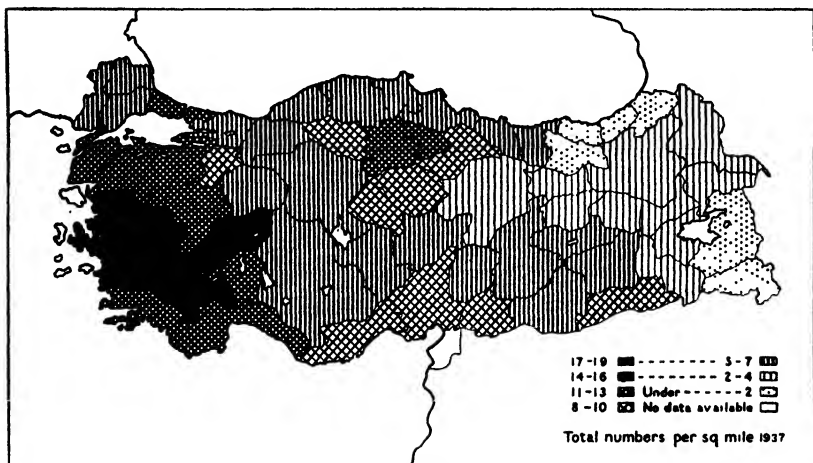 17-19 - - - - - - - - - 5-7
14-16 - - - - - - - - - 2-4
11-13 Under - - - - - - 2
8-10 No data available
Total numbers per sq mile 1937